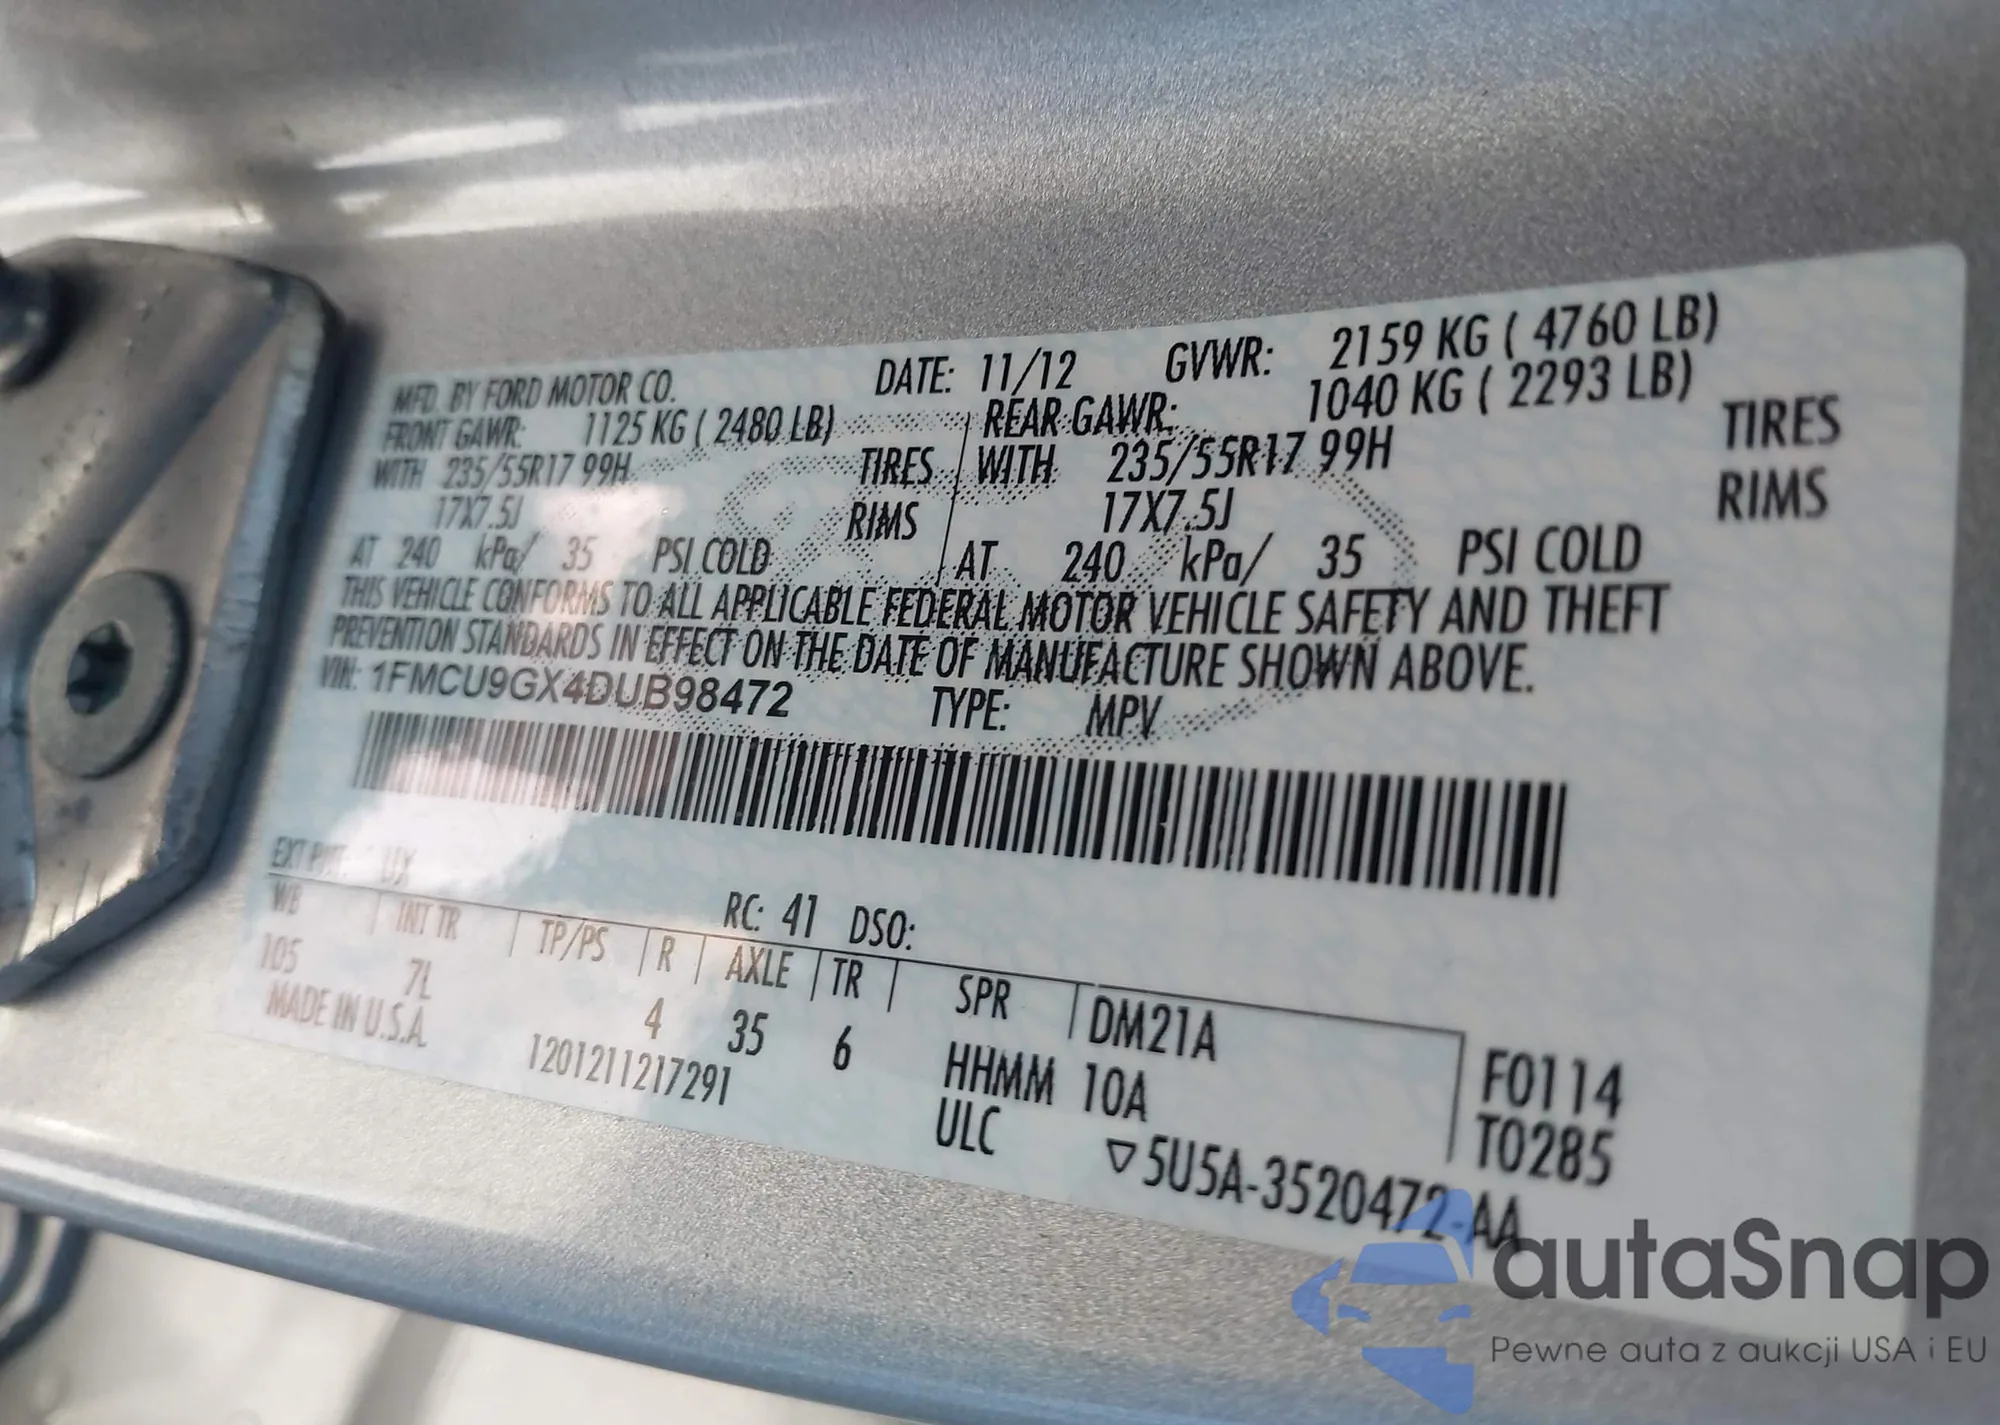 MFD. BY FORD MOTOR CO. DATE: 11/12 GVWR: 2159 KG ( 4760 LB)
FRONT GAWR: 1125 KG ( 2480 LB) REAR GAWR: 1040 KG ( 2293 LB)
WITH 235/55R17 99H TIRES WITH 235/55R17 99H TIRES
17X7.5J RIMS 17X7.5J RIMS
AT 240 kPa/ 35 PSI COLD AT 240 kPa/ 35 PSI COLD
THIS VEHICLE CONFORMS TO ALL APPLICABLE FEDERAL MOTOR VEHICLE SAFETY AND THEFT
PREVENTION STANDARDS IN EFFECT ON THE DATE OF MANUFACTURE SHOWN ABOVE.
VIN: 1FMCU9GX4DUB98472 TYPE: MPV
EXT PNT: UX RC: 41 DSO:
WB INT TR TP/PS R AXLE TR SPR DM21A F0114
105 7L 4 35 6 HHMM 10A T0285
MADE IN U.S.A. 1201211217291 ULC
▽5U5A-3520472-AA
autaSnap
Pewne auta z aukcji USA i EU